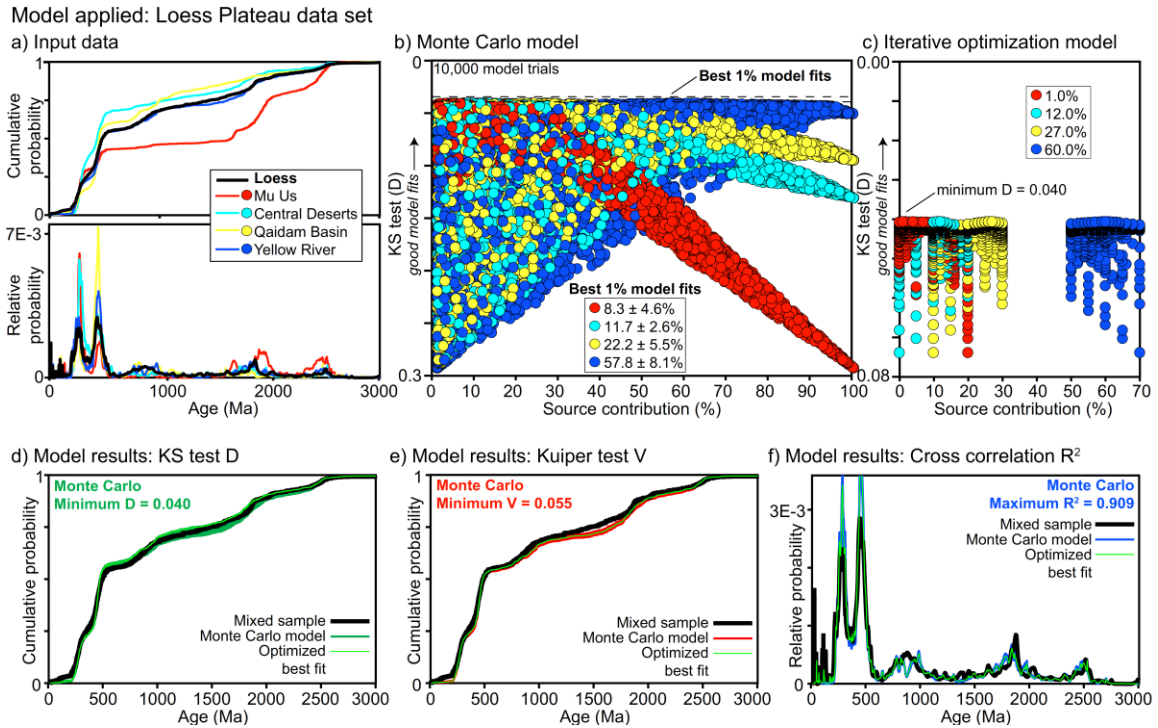 Model applied: Loess Plateau data set
a) Input data
Cumulative
probability
1
0
Loess
Mu Us
Central Deserts
Qaidam Basin
Yellow River
7E-3
Relative
probability
0
0 1000 2000 3000
Age (Ma)
b) Monte Carlo model
0
10,000 model trials
Best 1% model fits
KS test (D)
good model fits
0.3
Best 1% model fits
8.3 ± 4.6%
11.7 ± 2.6%
22.2 ± 5.5%
57.8 ± 8.1%
0 10 20 30 40 50 60 70 80 90 100
Source contribution (%)
c) Iterative optimization model
0.00
1.0%
12.0%
27.0%
60.0%
KS test (D)
good model fits
minimum D = 0.040
0.08
0 10 20 30 40 50 60 70
Source contribution (%)
d) Model results: KS test D
1
Monte Carlo
Minimum D = 0.040
Cumulative probability
Mixed sample
Monte Carlo model
Optimized
best fit
0
0 500 1000 1500 2000 2500 3000
Age (Ma)
e) Model results: Kuiper test V
1
Monte Carlo
Minimum V = 0.055
Cumulative probability
Mixed sample
Monte Carlo model
Optimized
best fit
0
0 500 1000 1500 2000 2500 3000
Age (Ma)
f) Model results: Cross correlation R²
Monte Carlo
Maximum R² = 0.909
3E-3
Mixed sample
Monte Carlo model
Optimized
best fit
Relative probability
0
0 500 1000 1500 2000 2500 3000
Age (Ma)